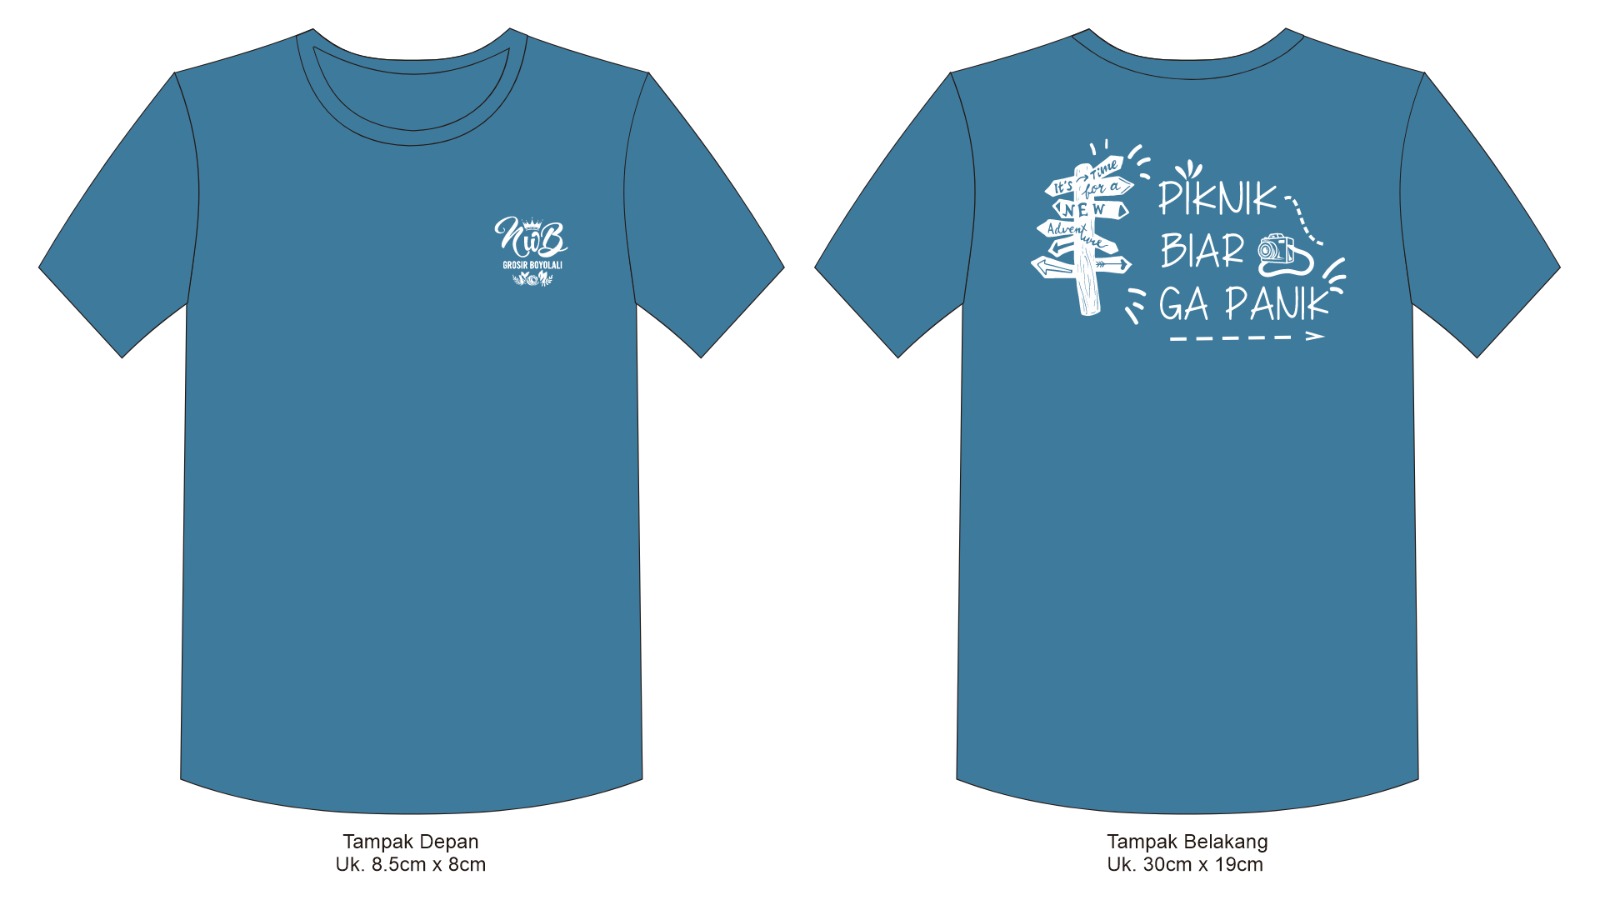 NWB
GROSIR BOYOLALI
It's Time
for a
NEW
Adventure
PIKNIK
BIAR
GA PANIK
Tampak Depan
Uk. 8.5cm x 8cm
Tampak Belakang
Uk. 30cm x 19cm